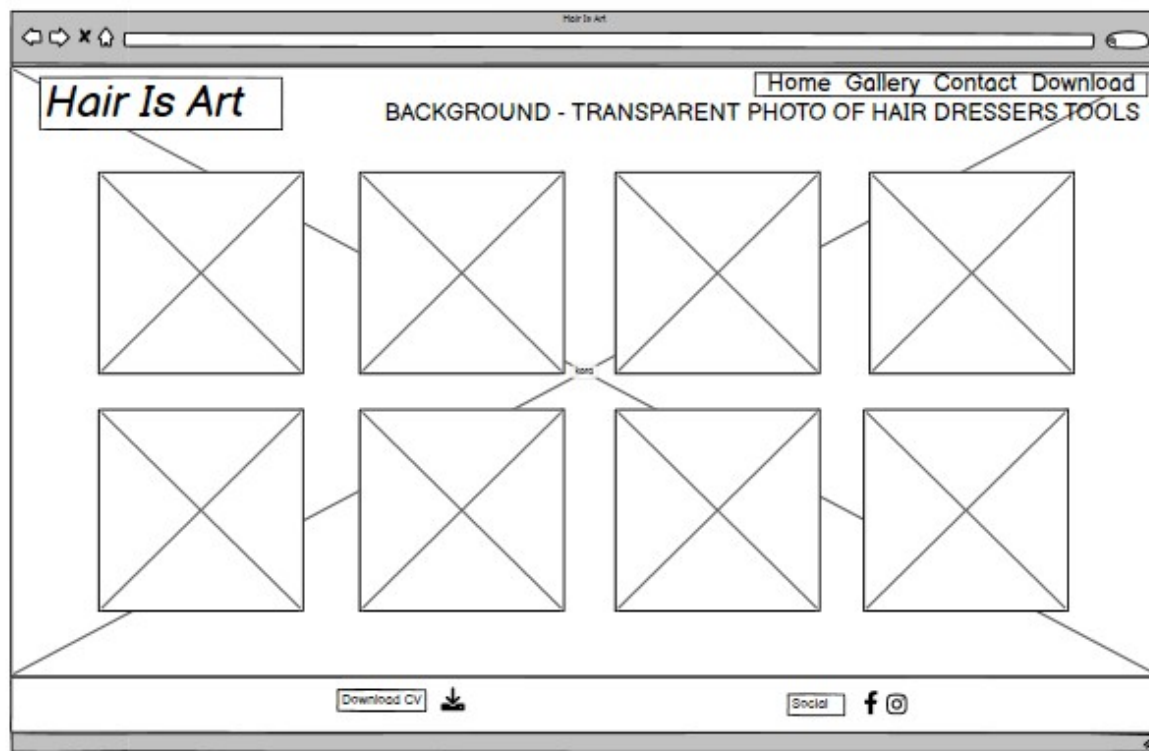 Hair Is Art
Hair Is Art
Home Gallery Contact Download
BACKGROUND - TRANSPARENT PHOTO OF HAIR DRESSERS TOOLS
Download CV
Social